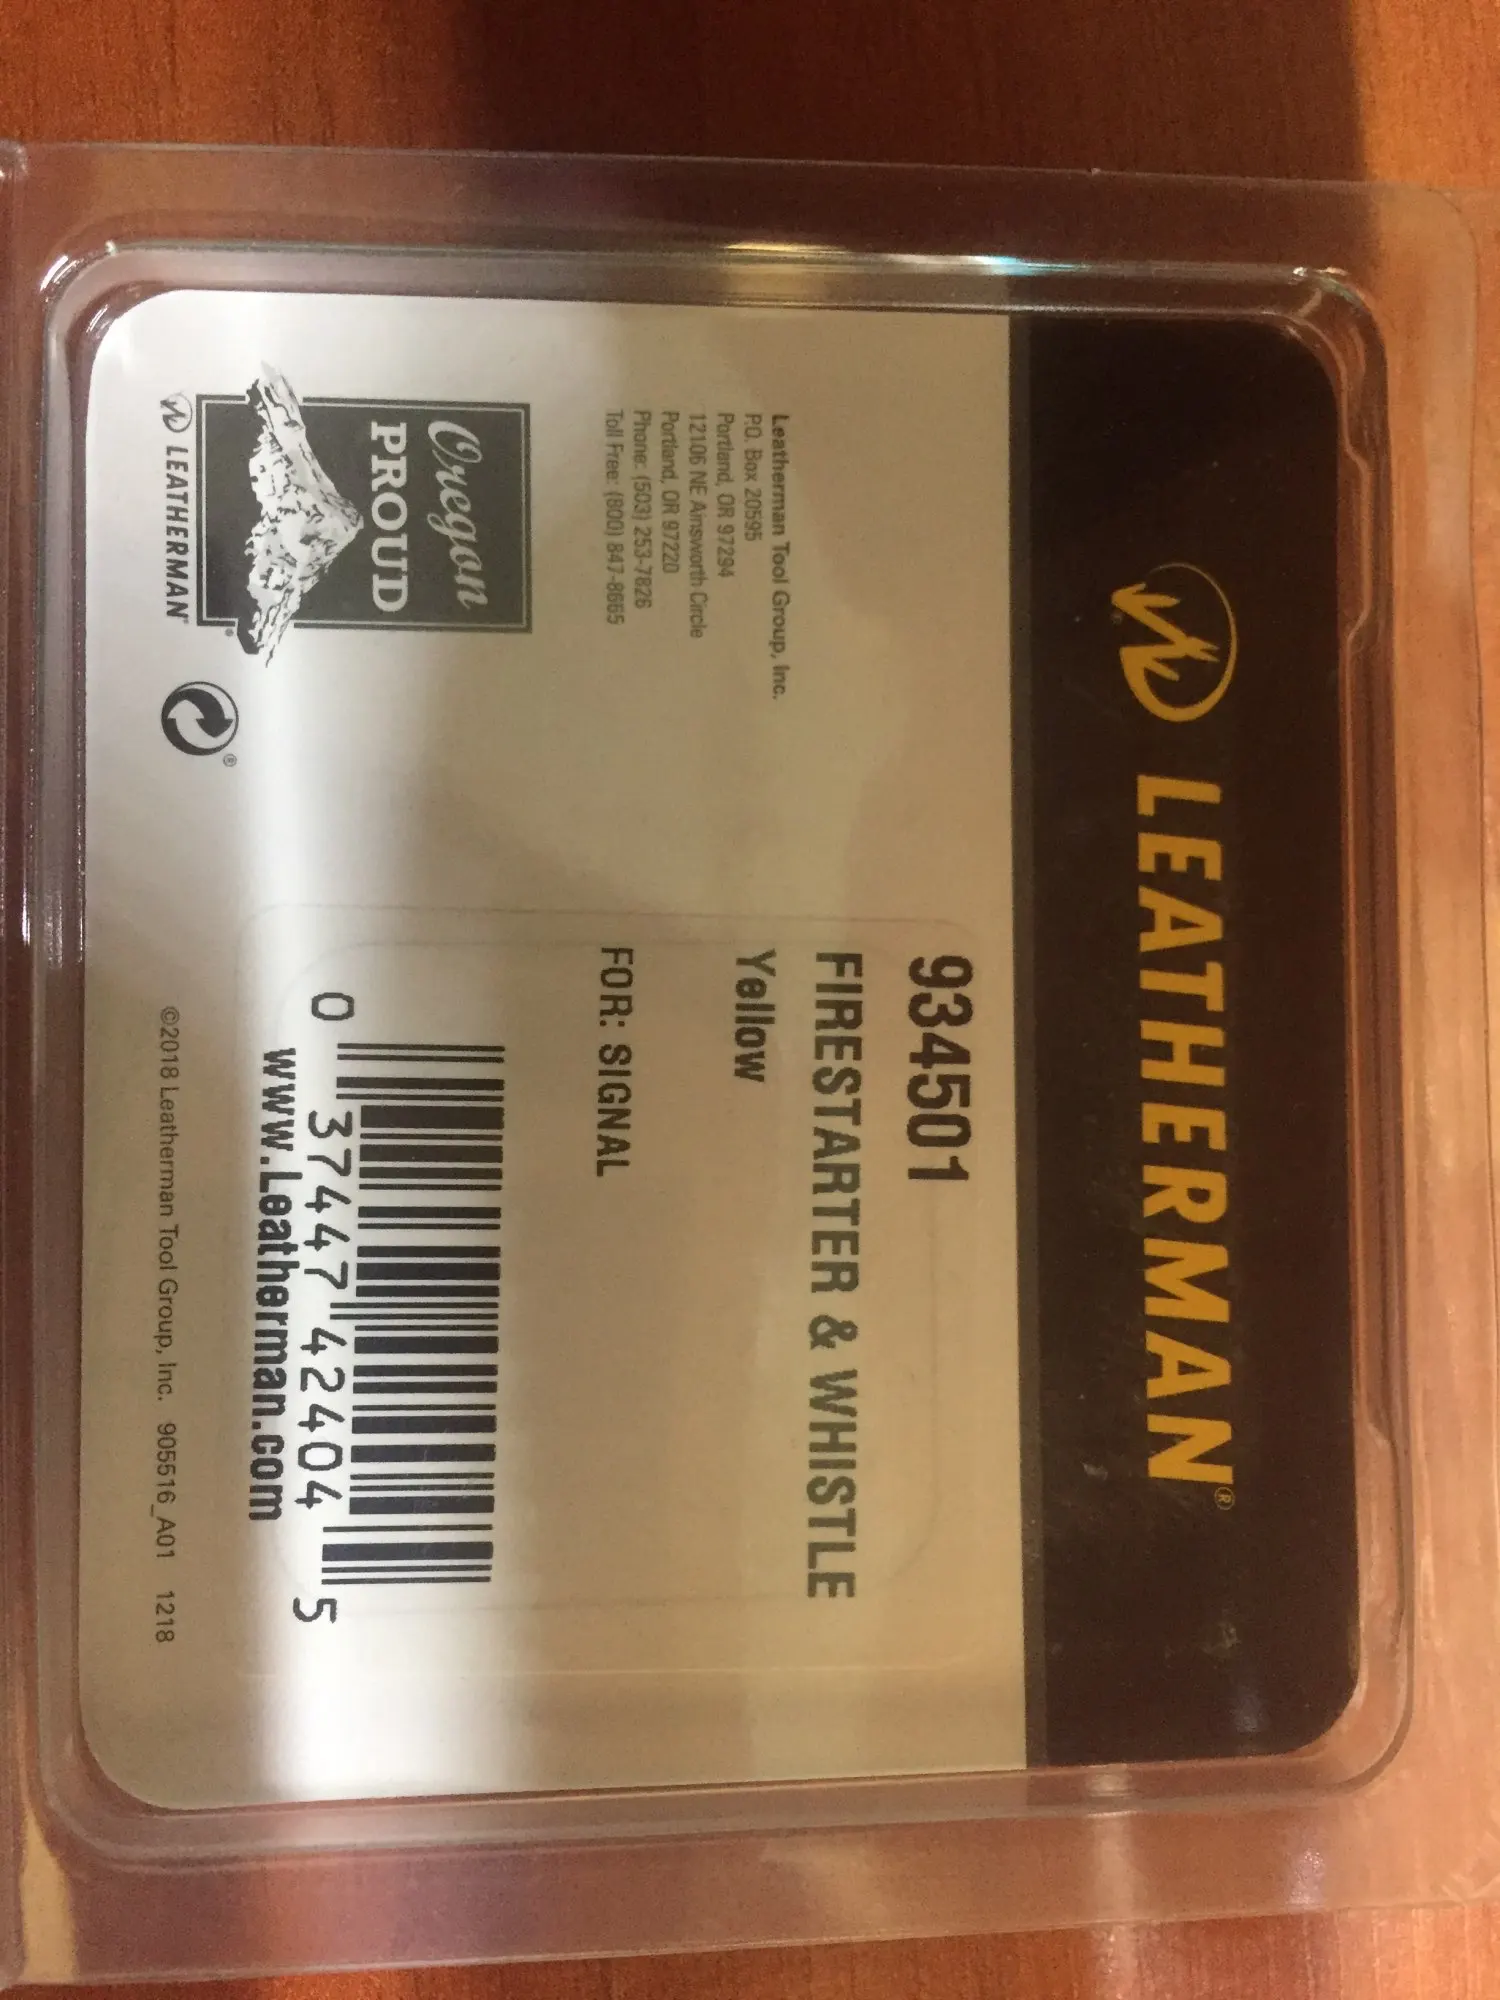 LEATHERMAN®
934501
FIRESTARTER & WHISTLE
Yellow
FOR: SIGNAL
Leatherman Tool Group, Inc.
P.O. Box 20595
Portland, OR 97294
12106 NE Ainsworth Circle
Portland, OR 97220
Phone: (503) 253-7826
Toll Free: (800) 847-8665
Oregon
PROUD
LEATHERMAN®
0 37447 42404 5
www.Leatherman.com
©2018 Leatherman Tool Group, Inc. 905516_A01 1218